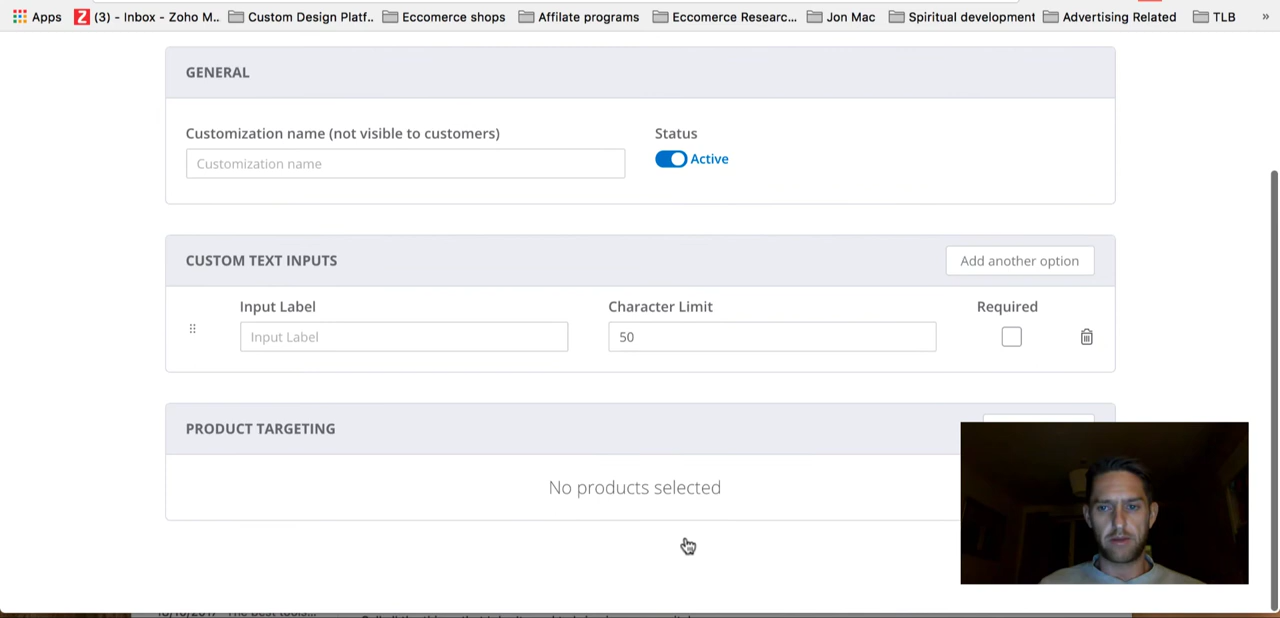 Apps (3) - Inbox - Zoho M.. Custom Design Platf.. Eccomerce shops Affilate programs Eccomerce Researc... Jon Mac Spiritual development Advertising Related TLB »
GENERAL
Customization name (not visible to customers) Status
Customization name Active
CUSTOM TEXT INPUTS Add another option
Input Label Character Limit Required
Input Label 50
PRODUCT TARGETING
No products selected